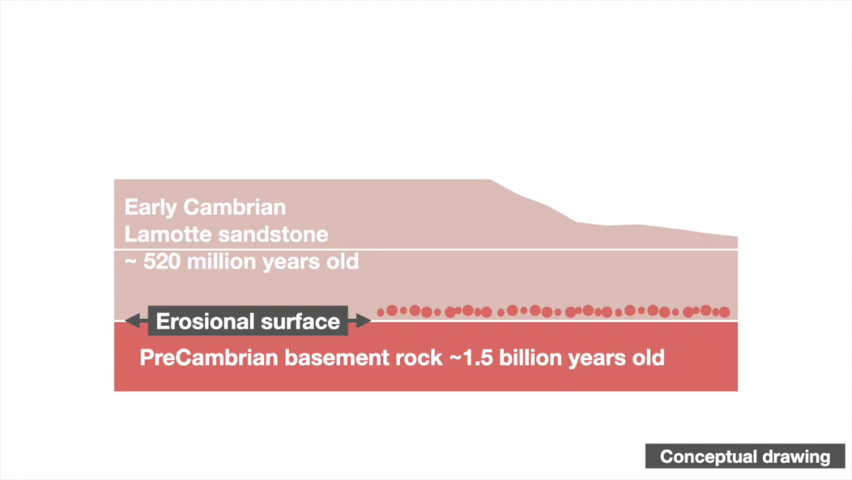 Early Cambrian
Lamotte sandstone
~ 520 million years old
Erosional surface
PreCambrian basement rock ~1.5 billion years old
Conceptual drawing